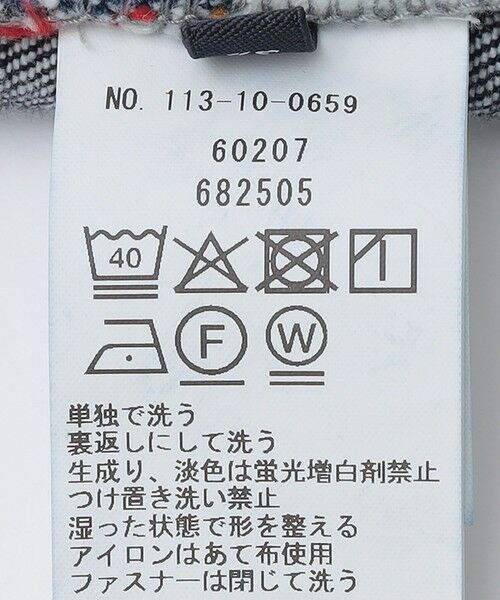 NO. 113-10-0659
60207
682505
40
F W
単独で洗う
裏返しにして洗う
生成り、淡色は蛍光増白剤禁止
つけ置き洗い禁止
湿った状態で形を整える
アイロンはあて布使用
ファスナーは閉じて洗う